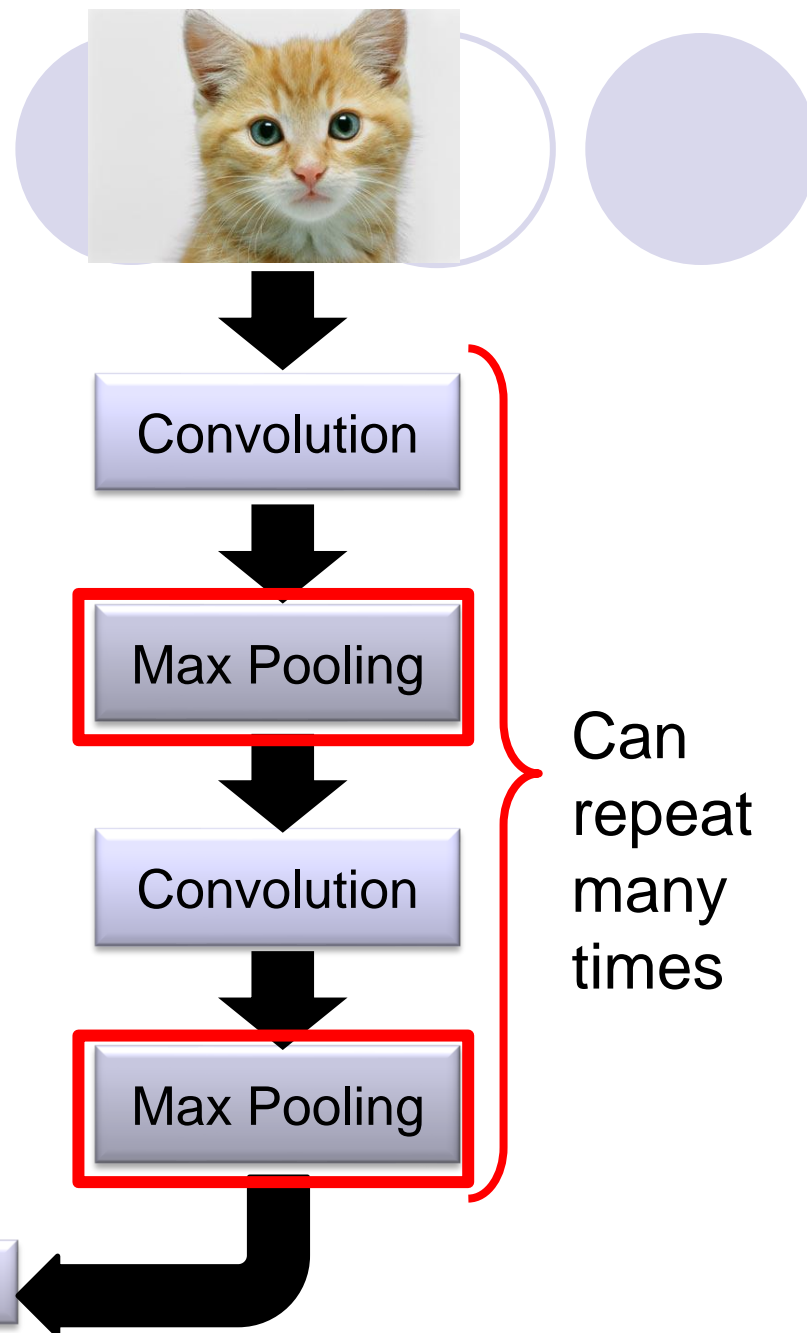 Convolution
Max Pooling
Can
repeat
many
times
Convolution
Max Pooling